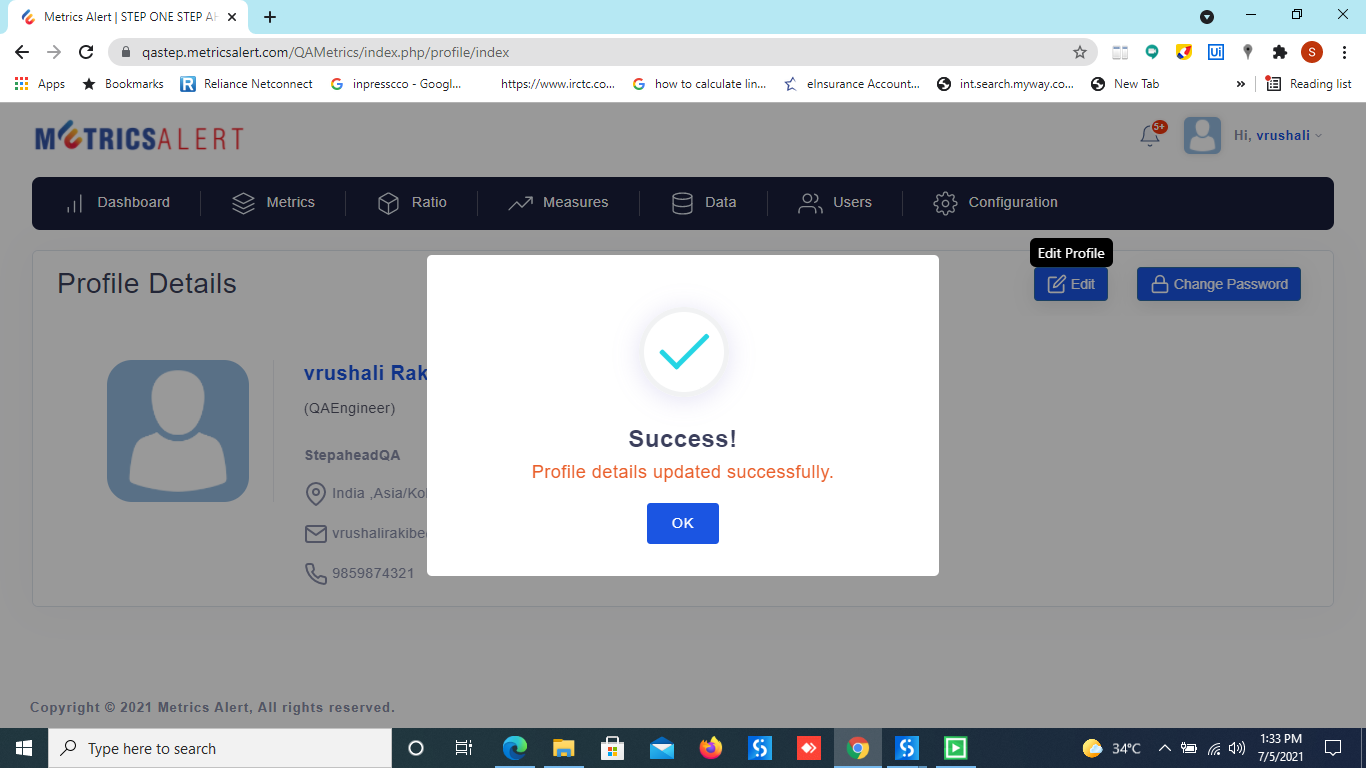 Metrics Alert | STEP ONE STEP AH
qastep.metricsalert.com/QAMetrics/index.php/profile/index
S
Apps Bookmarks R Reliance Netconnect inpresscco - Googl... https://www.irctc.co... how to calculate lin... eInsurance Account... int.search.myway.co... New Tab » Reading list
METRICSALERT
5+
Hi, vrushali
Dashboard Metrics Ratio Measures Data Users Configuration
Edit Profile
Profile Details
Edit Change Password
vrushali Rak
(QAEngineer)
StepaheadQA
India ,Asia/Kol
vrushalirakibe
9859874321
Success!
Profile details updated successfully.
OK
Copyright © 2021 Metrics Alert, All rights reserved.
Type here to search
34°C
1:33 PM
7/5/2021